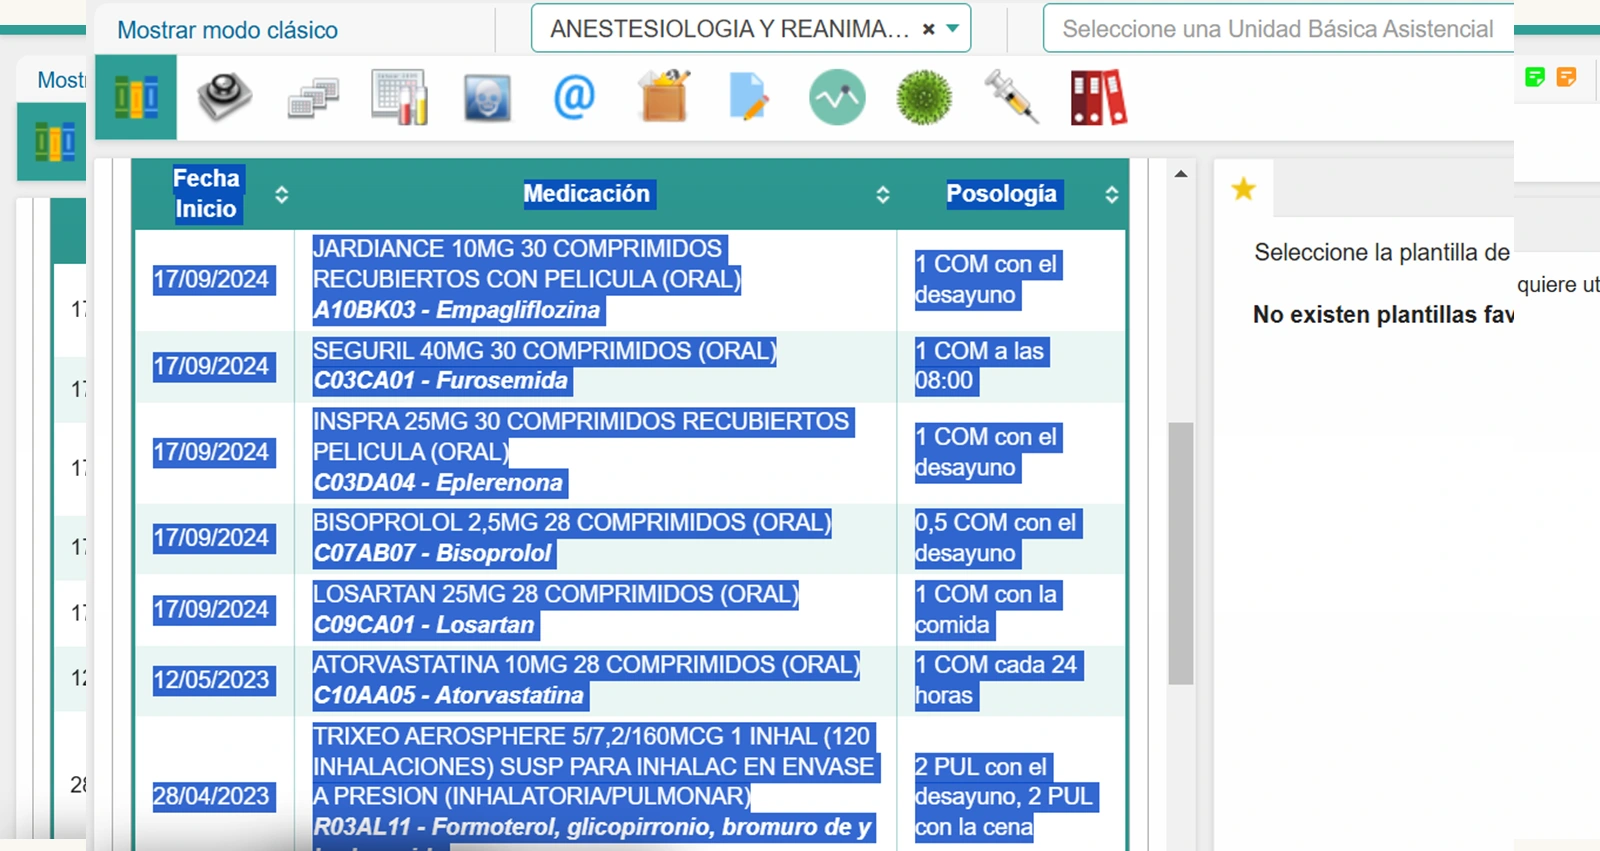 Mostrar modo clásico
ANESTESIOLOGIA Y REANIMA...
Seleccione una Unidad Básica Asistencial
Fecha
Inicio
Medicación
Posología
17/09/2024
JARDIANCE 10MG 30 COMPRIMIDOS
RECUBIERTOS CON PELICULA (ORAL)
A10BK03 - Empagliflozina
1 COM con el
desayuno
17/09/2024
SEGURIL 40MG 30 COMPRIMIDOS (ORAL)
C03CA01 - Furosemida
1 COM a las
08:00
17/09/2024
INSPRA 25MG 30 COMPRIMIDOS RECUBIERTOS
PELICULA (ORAL)
C03DA04 - Eplerenona
1 COM con el
desayuno
17/09/2024
BISOPROLOL 2,5MG 28 COMPRIMIDOS (ORAL)
C07AB07 - Bisoprolol
0,5 COM con el
desayuno
17/09/2024
LOSARTAN 25MG 28 COMPRIMIDOS (ORAL)
C09CA01 - Losartan
1 COM con la
comida
12/05/2023
ATORVASTATINA 10MG 28 COMPRIMIDOS (ORAL)
C10AA05 - Atorvastatina
1 COM cada 24
horas
28/04/2023
TRIXEO AEROSPHERE 5/7,2/160MCG 1 INHAL (120
INHALACIONES) SUSP PARA INHALAC EN ENVASE
A PRESION (INHALATORIA/PULMONAR)
R03AL11 - Formoterol, glicopirronio, bromuro de y
2 PUL con el
desayuno, 2 PUL
con la cena
Seleccione la plantilla de
No existen plantillas fav
Most
17
17
17
17
17
12
28
quiere ut